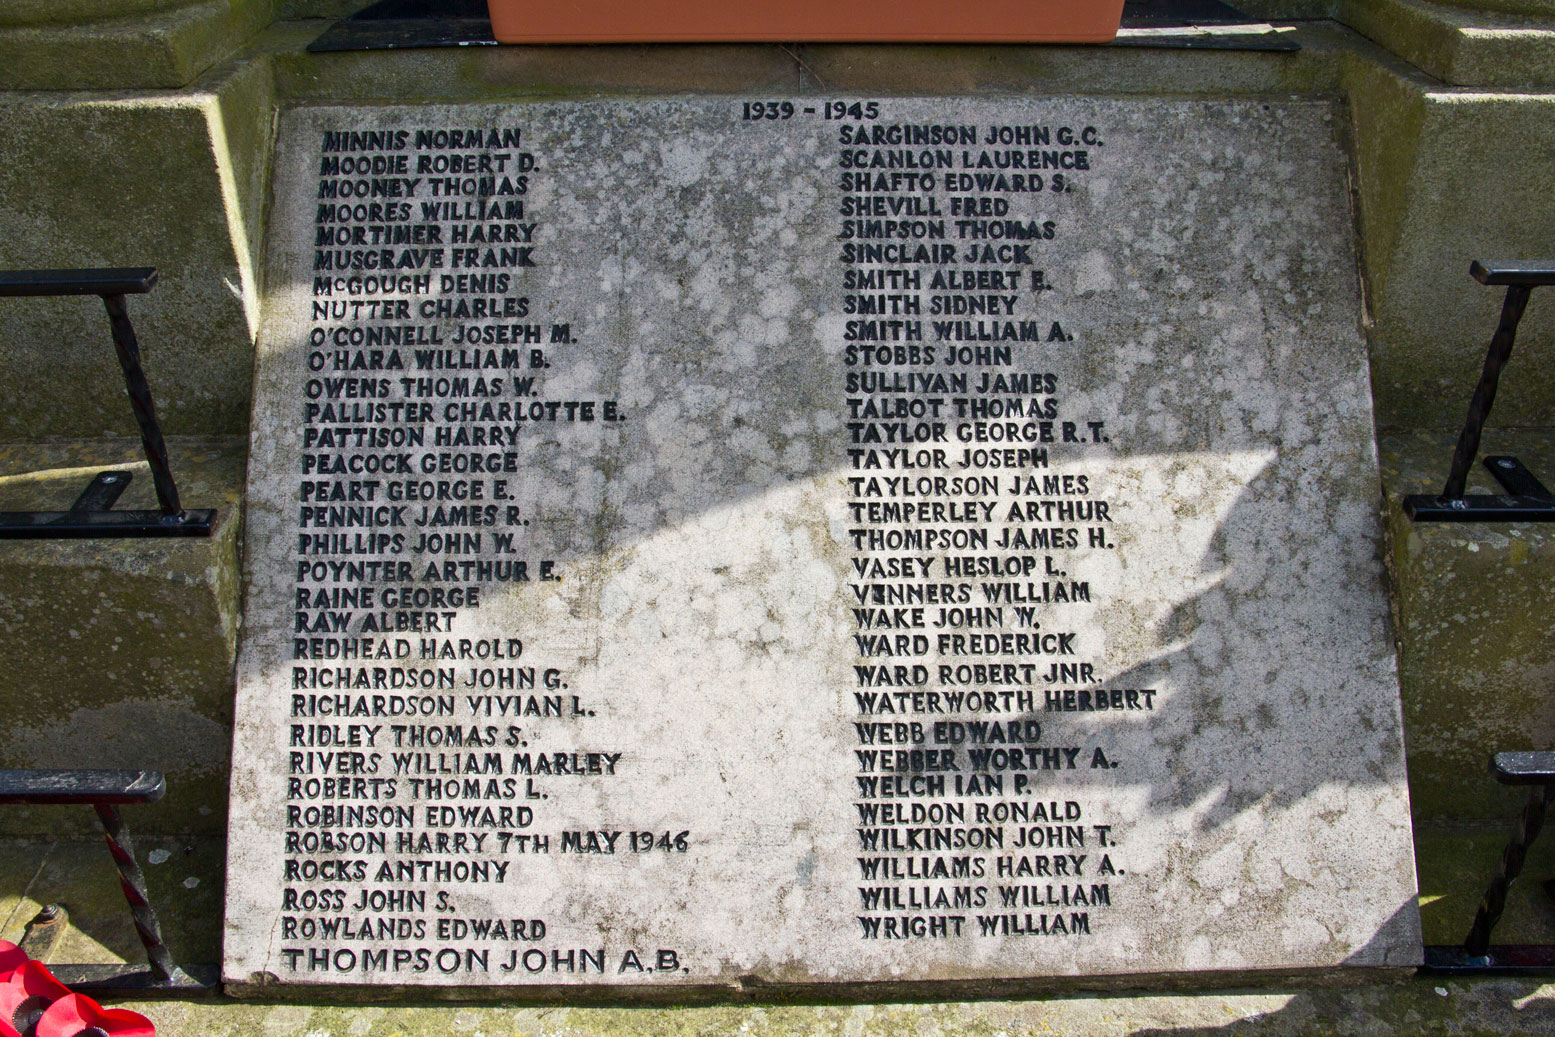 1939 - 1945
MINNIS NORMAN
MOODIE ROBERT D.
MOONEY THOMAS
MOORES WILLIAM
MORTIMER HARRY
MUSGRAVE FRANK
McGOUGH DENIS
NUTTER CHARLES
O'CONNELL JOSEPH M.
O'HARA WILLIAM B.
OWENS THOMAS W.
PALLISTER CHARLOTTE E.
PATTISON HARRY
PEACOCK GEORGE
PEART GEORGE E.
PENNICK JAMES R.
PHILLIPS JOHN W.
POYNTER ARTHUR E.
RAINE GEORGE
RAW ALBERT
REDHEAD HAROLD
RICHARDSON JOHN G.
RICHARDSON VIVIAN L.
RIDLEY THOMAS S.
RIVERS WILLIAM MARLEY
ROBERTS THOMAS L.
ROBINSON EDWARD
ROBSON HARRY 7TH MAY 1946
ROCKS ANTHONY
ROSS JOHN S.
ROWLANDS EDWARD
THOMPSON JOHN A.B.
SARGINSON JOHN G.C.
SCANLON LAURENCE
SHAFTO EDWARD S.
SHEVILL FRED
SIMPSON THOMAS
SINCLAIR JACK
SMITH ALBERT E.
SMITH SIDNEY
SMITH WILLIAM A.
STOBBS JOHN
SULLIVAN JAMES
TALBOT THOMAS
TAYLOR GEORGE R.T.
TAYLOR JOSEPH
TAYLORSON JAMES
TEMPERLEY ARTHUR
THOMPSON JAMES H.
VASEY HESLOP L.
VENNERS WILLIAM
WAKE JOHN W.
WARD FREDERICK
WARD ROBERT JNR.
WATERWORTH HERBERT
WEBB EDWARD
WEBBER WORTHY A.
WELCH IAN P.
WELDON RONALD
WILKINSON JOHN T.
WILLIAMS HARRY A.
WILLIAMS WILLIAM
WRIGHT WILLIAM